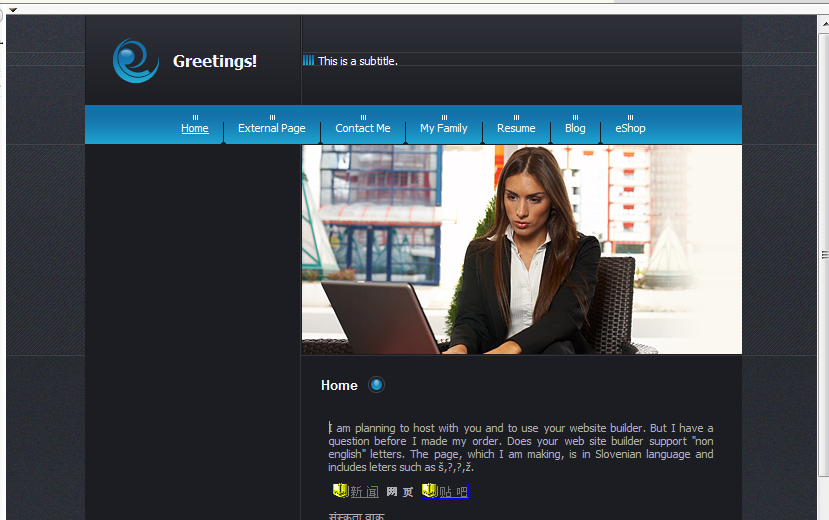 Greetings!
This is a subtitle.
Home External Page Contact Me My Family Resume Blog eShop
Home
I am planning to host with you and to use your website builder. But I have a
question before I made my order. Does your web site builder support "non
english" letters. The page, which I am making, is in Slovenian language and
includes leters such as š,?,?,ž.
新 闻 网 页 贴 吧